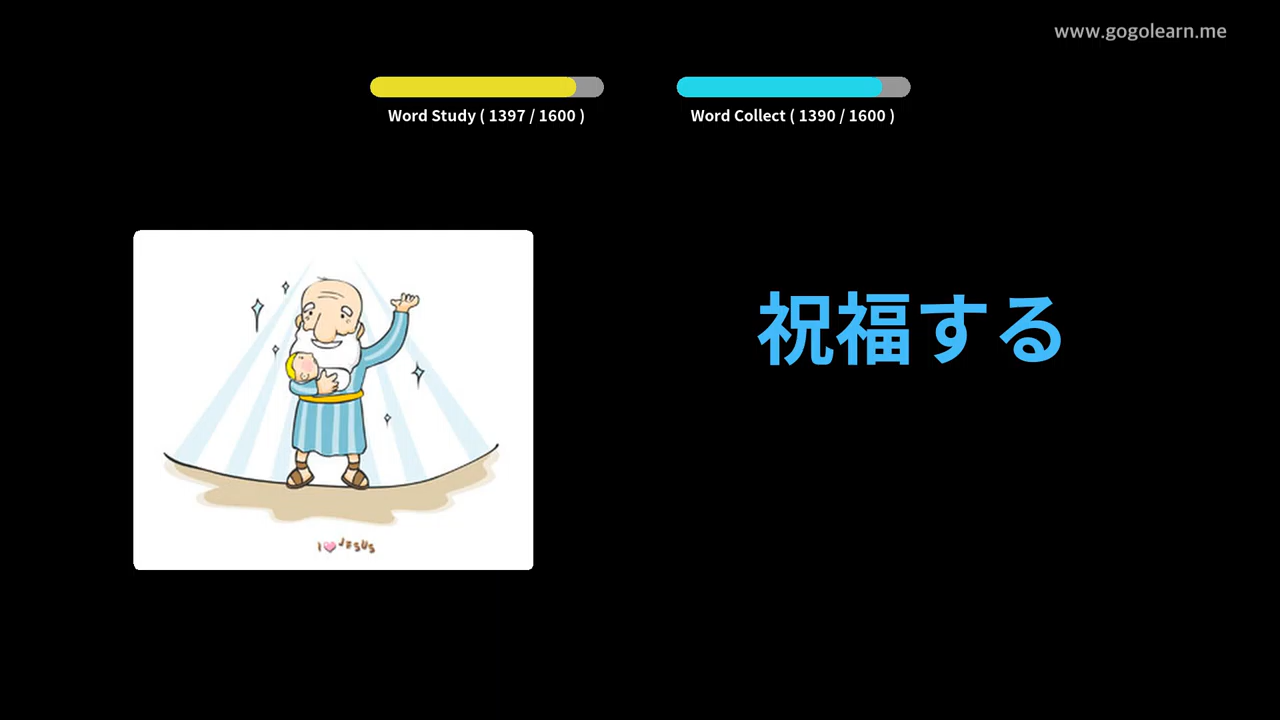 www.gogolearn.me
Word Study ( 1397 / 1600 )
Word Collect ( 1390 / 1600 )
祝福する
I JESUS